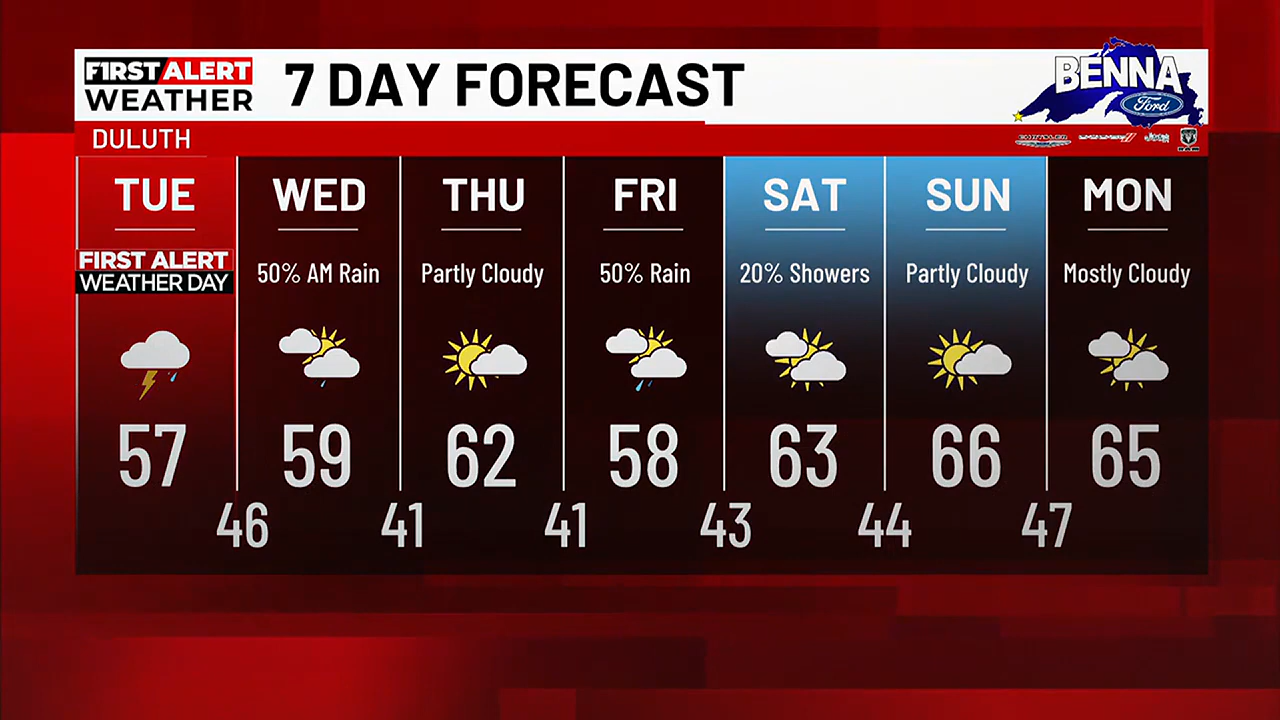 FIRST ALERT
WEATHER
7 DAY FORECAST
BENNA
Ford
DULUTH
CHRYSLER
TUE
WED
THU
FRI
SAT
SUN
MON
FIRST ALERT
WEATHER DAY
50% AM Rain
Partly Cloudy
50% Rain
20% Showers
Partly Cloudy
Mostly Cloudy
57
59
62
58
63
66
65
46
41
41
43
44
47